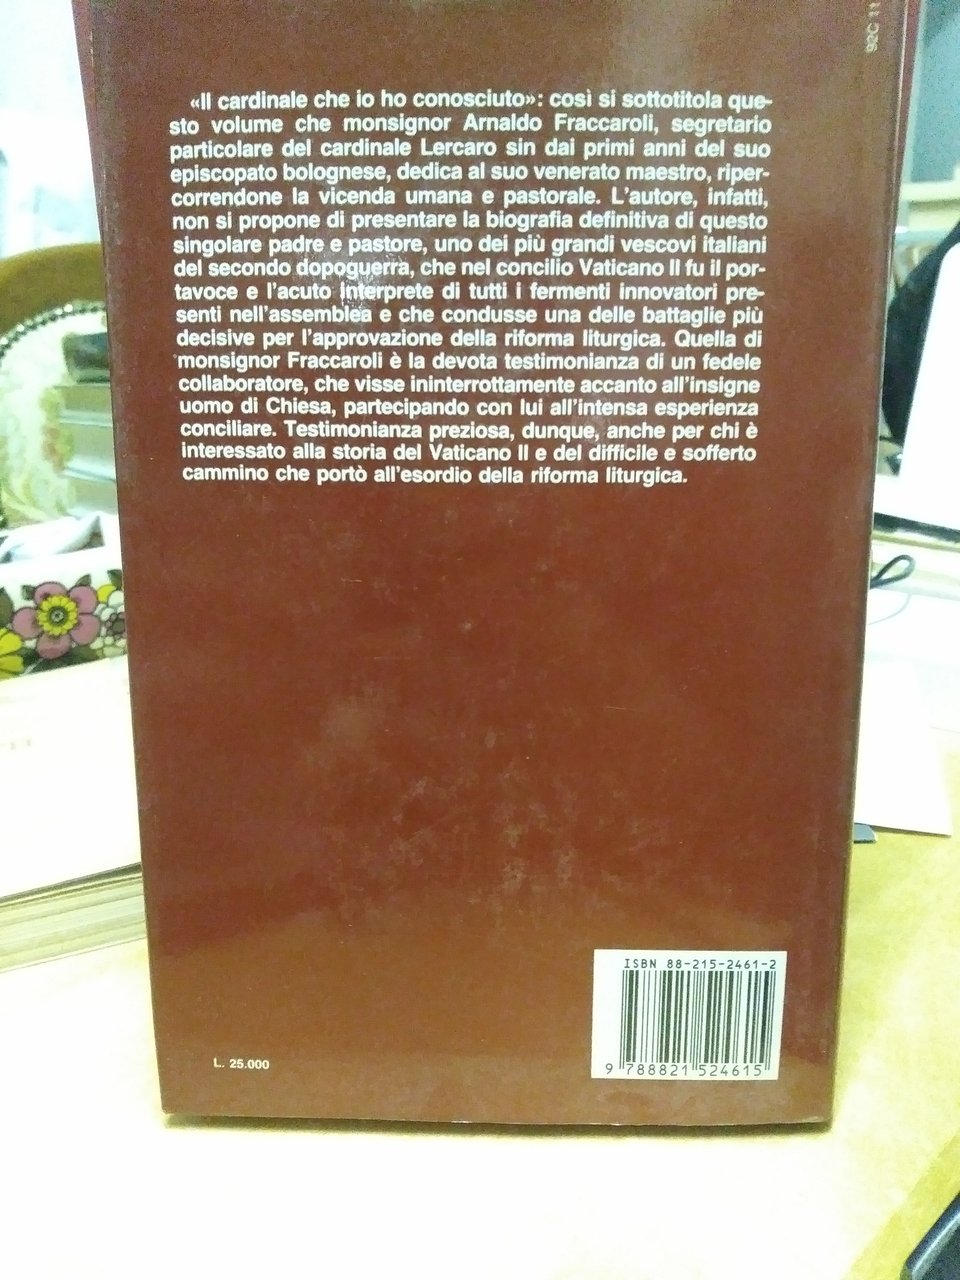 92C 11
«Il cardinale che io ho conosciuto»: così si sottotitola que-
sto volume che monsignor Arnaldo Fraccaroli, segretario
particolare del cardinale Lercaro sin dai primi anni del suo
episcopato bolognese, dedica al suo venerato maestro, riper-
correndone la vicenda umana e pastorale. L'autore, infatti,
non si propone di presentare la biografia definitiva di questo
singolare padre e pastore, uno dei più grandi vescovi italiani
del secondo dopoguerra, che nel concilio Vaticano II fu il por-
tavoce e l'acuto interprete di tutti i fermenti innovatori pre-
senti nell'assemblea e che condusse una delle battaglie più
decisive per l'approvazione della riforma liturgica. Quella di
monsignor Fraccaroli è la devota testimonianza di un fedele
collaboratore, che visse ininterrottamente accanto all'insigne
uomo di Chiesa, partecipando con lui all'intensa esperienza
conciliare. Testimonianza preziosa, dunque, anche per chi è
interessato alla storia del Vaticano II e del difficile e sofferto
cammino che portò all'esordio della riforma liturgica.
ISBN 88-215-2461-2
9 788821 524615
L. 25.000